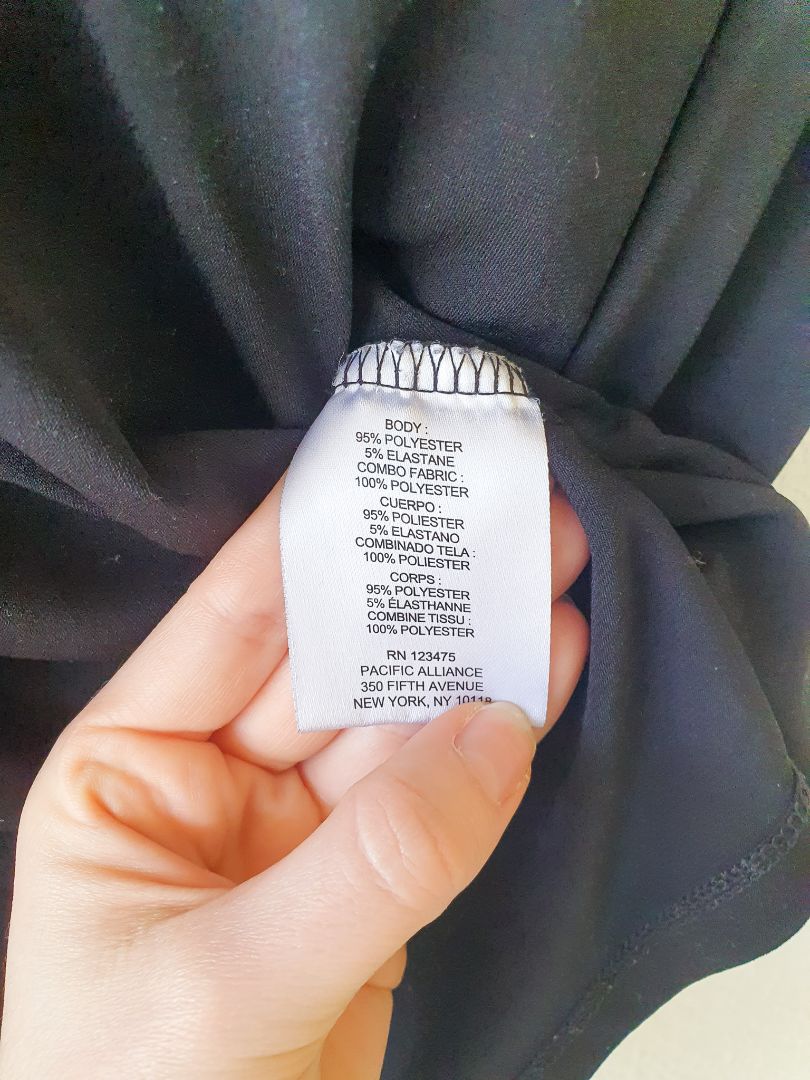 BODY :
95% POLYESTER
5% ELASTANE
COMBO FABRIC :
100% POLYESTER
CUERPO :
95% POLIESTER
5% ELASTANO
COMBINADO TELA :
100% POLIESTER
CORPS :
95% POLYESTER
5% ÉLASTHANNE
COMBINE TISSU :
100% POLYESTER
RN 123475
PACIFIC ALLIANCE
350 FIFTH AVENUE
NEW YORK, NY 10118